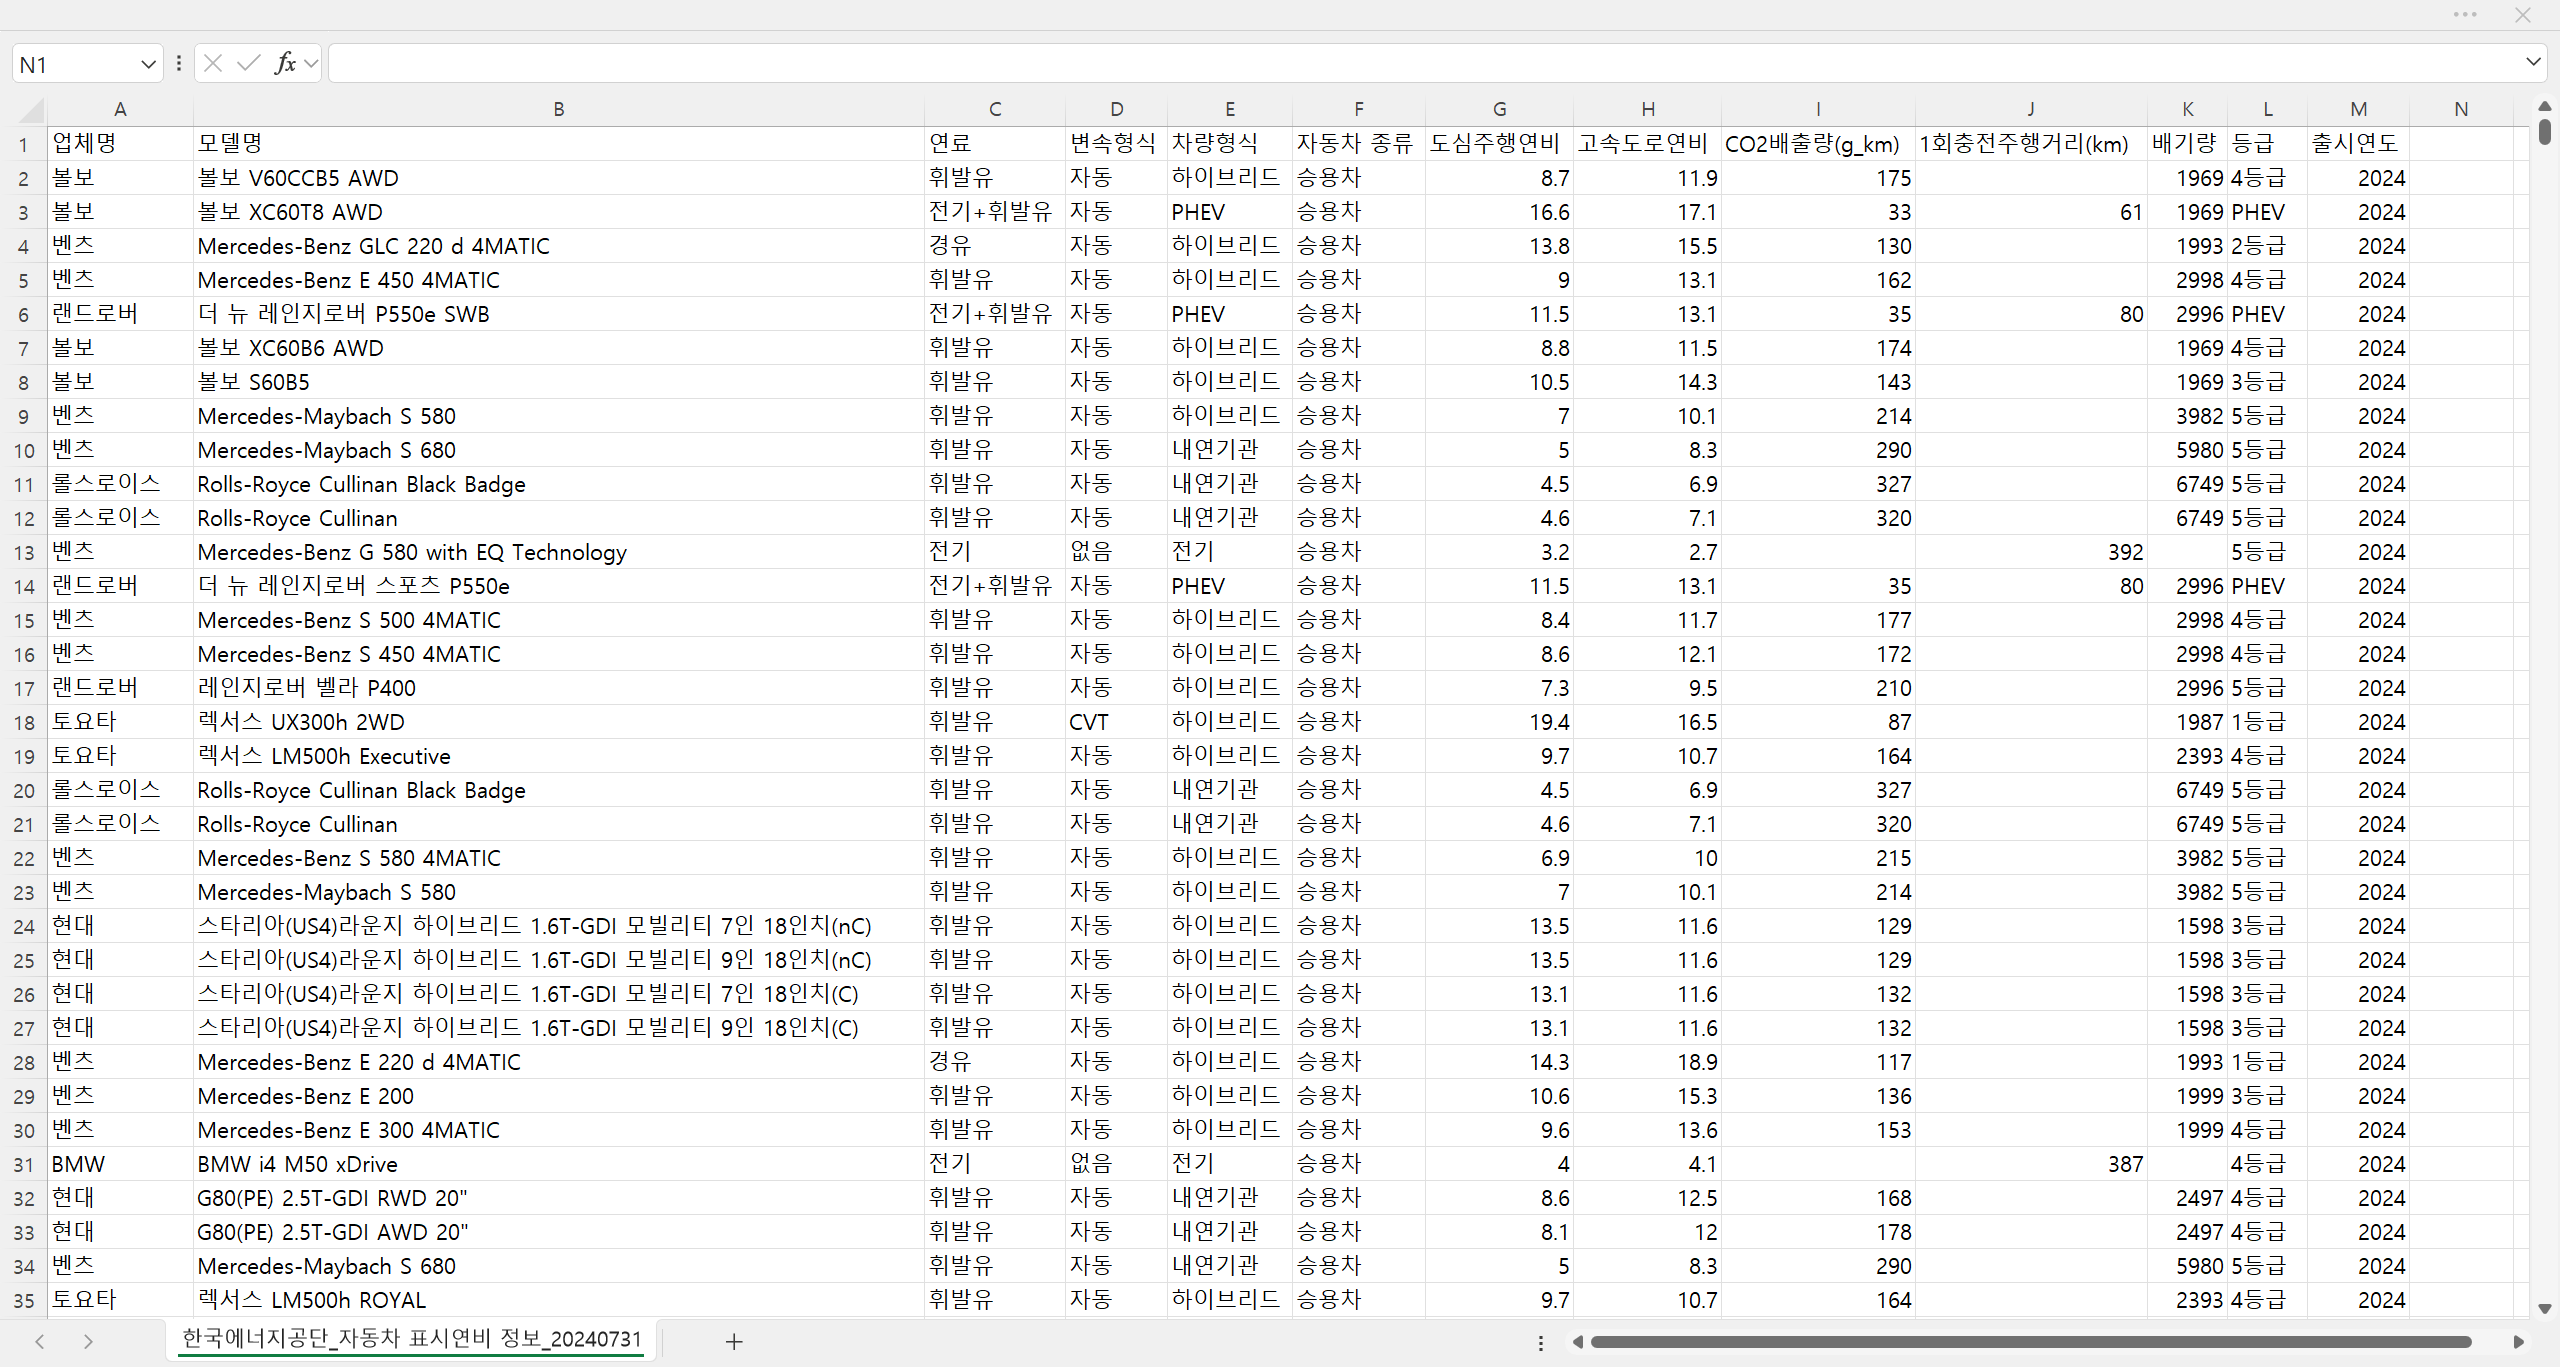 N1
fx
A B C D E F G H I J K L M N
1 업체명 모델명 연료 변속형식 차량형식 자동차 종류 도심주행연비 고속도로연비 CO2배출량(g_km) 1회충전주행거리(km) 배기량 등급 출시연도
2 볼보 볼보 V60CCB5 AWD 휘발유 자동 하이브리드 승용차 8.7 11.9 175 1969 4등급 2024
3 볼보 볼보 XC60T8 AWD 전기+휘발유 자동 PHEV 승용차 16.6 17.1 33 61 1969 PHEV 2024
4 벤츠 Mercedes-Benz GLC 220 d 4MATIC 경유 자동 하이브리드 승용차 13.8 15.5 130 1993 2등급 2024
5 벤츠 Mercedes-Benz E 450 4MATIC 휘발유 자동 하이브리드 승용차 9 13.1 162 2998 4등급 2024
6 랜드로버 더 뉴 레인지로버 P550e SWB 전기+휘발유 자동 PHEV 승용차 11.5 13.1 35 80 2996 PHEV 2024
7 볼보 볼보 XC60B6 AWD 휘발유 자동 하이브리드 승용차 8.8 11.5 174 1969 4등급 2024
8 볼보 볼보 S60B5 휘발유 자동 하이브리드 승용차 10.5 14.3 143 1969 3등급 2024
9 벤츠 Mercedes-Maybach S 580 휘발유 자동 하이브리드 승용차 7 10.1 214 3982 5등급 2024
10 벤츠 Mercedes-Maybach S 680 휘발유 자동 내연기관 승용차 5 8.3 290 5980 5등급 2024
11 롤스로이스 Rolls-Royce Cullinan Black Badge 휘발유 자동 내연기관 승용차 4.5 6.9 327 6749 5등급 2024
12 롤스로이스 Rolls-Royce Cullinan 휘발유 자동 내연기관 승용차 4.6 7.1 320 6749 5등급 2024
13 벤츠 Mercedes-Benz G 580 with EQ Technology 전기 없음 전기 승용차 3.2 2.7 392 5등급 2024
14 랜드로버 더 뉴 레인지로버 스포츠 P550e 전기+휘발유 자동 PHEV 승용차 11.5 13.1 35 80 2996 PHEV 2024
15 벤츠 Mercedes-Benz S 500 4MATIC 휘발유 자동 하이브리드 승용차 8.4 11.7 177 2998 4등급 2024
16 벤츠 Mercedes-Benz S 450 4MATIC 휘발유 자동 하이브리드 승용차 8.6 12.1 172 2998 4등급 2024
17 랜드로버 레인지로버 벨라 P400 휘발유 자동 하이브리드 승용차 7.3 9.5 210 2996 5등급 2024
18 토요타 렉서스 UX300h 2WD 휘발유 CVT 하이브리드 승용차 19.4 16.5 87 1987 1등급 2024
19 토요타 렉서스 LM500h Executive 휘발유 자동 하이브리드 승용차 9.7 10.7 164 2393 4등급 2024
20 롤스로이스 Rolls-Royce Cullinan Black Badge 휘발유 자동 내연기관 승용차 4.5 6.9 327 6749 5등급 2024
21 롤스로이스 Rolls-Royce Cullinan 휘발유 자동 내연기관 승용차 4.6 7.1 320 6749 5등급 2024
22 벤츠 Mercedes-Benz S 580 4MATIC 휘발유 자동 하이브리드 승용차 6.9 10 215 3982 5등급 2024
23 벤츠 Mercedes-Maybach S 580 휘발유 자동 하이브리드 승용차 7 10.1 214 3982 5등급 2024
24 현대 스타리아(US4)라운지 하이브리드 1.6T-GDI 모빌리티 7인 18인치(nC) 휘발유 자동 하이브리드 승용차 13.5 11.6 129 1598 3등급 2024
25 현대 스타리아(US4)라운지 하이브리드 1.6T-GDI 모빌리티 9인 18인치(nC) 휘발유 자동 하이브리드 승용차 13.5 11.6 129 1598 3등급 2024
26 현대 스타리아(US4)라운지 하이브리드 1.6T-GDI 모빌리티 7인 18인치(C) 휘발유 자동 하이브리드 승용차 13.1 11.6 132 1598 3등급 2024
27 현대 스타리아(US4)라운지 하이브리드 1.6T-GDI 모빌리티 9인 18인치(C) 휘발유 자동 하이브리드 승용차 13.1 11.6 132 1598 3등급 2024
28 벤츠 Mercedes-Benz E 220 d 4MATIC 경유 자동 하이브리드 승용차 14.3 18.9 117 1993 1등급 2024
29 벤츠 Mercedes-Benz E 200 휘발유 자동 하이브리드 승용차 10.6 15.3 136 1999 3등급 2024
30 벤츠 Mercedes-Benz E 300 4MATIC 휘발유 자동 하이브리드 승용차 9.6 13.6 153 1999 4등급 2024
31 BMW BMW i4 M50 xDrive 전기 없음 전기 승용차 4 4.1 387 4등급 2024
32 현대 G80(PE) 2.5T-GDI RWD 20" 휘발유 자동 내연기관 승용차 8.6 12.5 168 2497 4등급 2024
33 현대 G80(PE) 2.5T-GDI AWD 20" 휘발유 자동 내연기관 승용차 8.1 12 178 2497 4등급 2024
34 벤츠 Mercedes-Maybach S 680 휘발유 자동 내연기관 승용차 5 8.3 290 5980 5등급 2024
35 토요타 렉서스 LM500h ROYAL 휘발유 자동 하이브리드 승용차 9.7 10.7 164 2393 4등급 2024
한국에너지공단_자동차 표시연비 정보_20240731